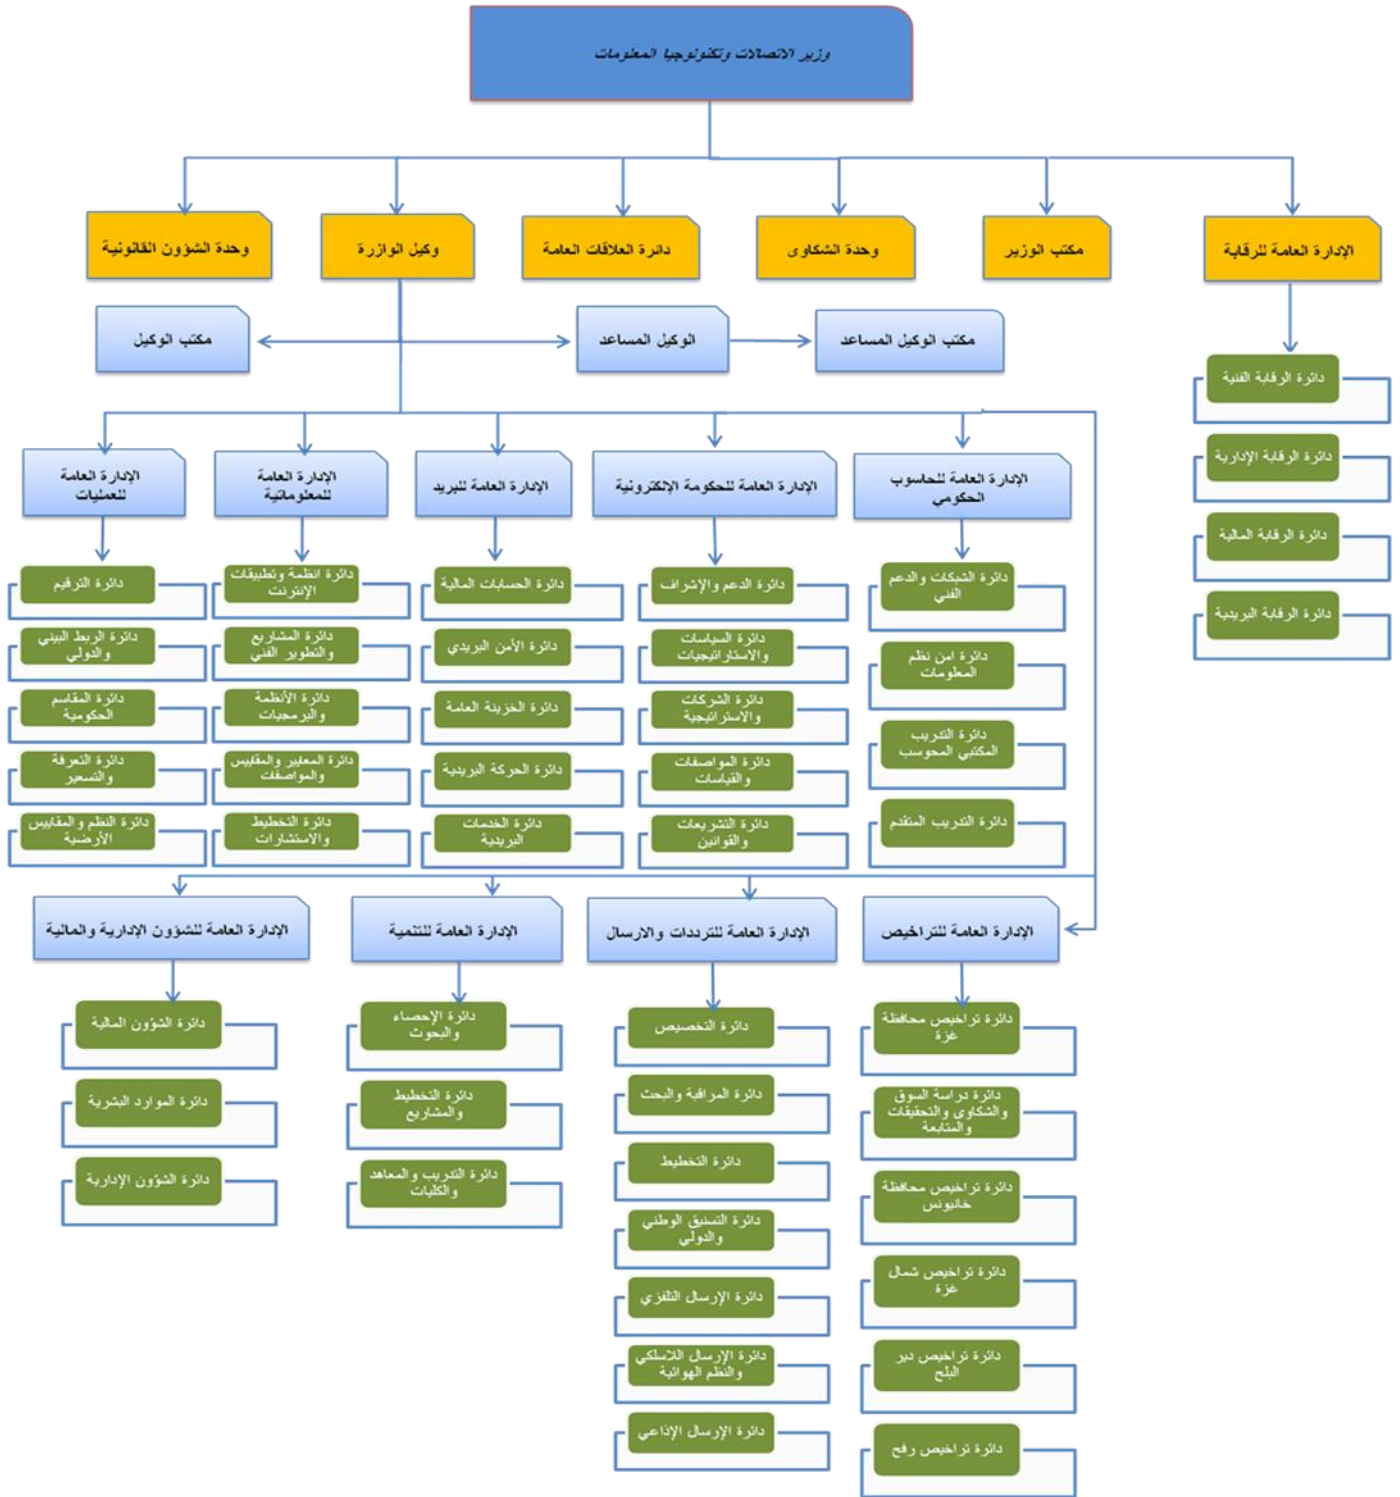 وزير الاتصالات وتكنولوجيا المعلومات
الإدارة العامة للرقابة
مكتب الوزير
وحدة الشكاوى
دائرة العلاقات العامة
وكيل الوازرة
وحدة الشؤون القانونية
مكتب الوكيل المساعد
الوكيل المساعد
مكتب الوكيل
دائرة الرقابة الفنية
دائرة الرقابة الإدارية
دائرة الرقابة المالية
دائرة الرقابة البريدية
الإدارة العامة للحاسوب
الحكومي
دائرة الشبكات والدعم
الفني
دائرة امن نظم
المعلومات
دائرة التدريب
المكتبي المحوسب
دائرة التدريب المتقدم
الإدارة العامة للحكومة الإلكترونية
دائرة الدعم والإشراف
دائرة السياسات
والاستراتيجيات
دائرة الشركات
والاستراتيجية
دائرة المواصفات
والقياسات
دائرة التشريعات
والقوانين
الإدارة العامة للبريد
دائرة الحسابات المالية
دائرة الأمن البريدي
دائرة الخزينة العامة
دائرة الحركة البريدية
دائرة الخدمات
البريدية
الإدارة العامة
للمعلوماتية
دائرة انظمة وتطبيقات
الإنترنت
دائرة المشاريع
والتطوير الفني
دائرة الأنظمة
والبرمجيات
دائرة المعايير والمقاييس
والمواصفات
دائرة التخطيط
والاستشارات
الإدارة العامة
للعمليات
دائرة الترقيم
دائرة الربط البيني
والدولي
دائرة المقاسم
الحكومية
دائرة التعرفة
والتسعير
دائرة النظم والمقاييس
الأرضية
الإدارة العامة للتراخيص
دائرة تراخيص محافظة
غزة
دائرة دراسة السوق
والشكاوى والتحقيقات
والمتابعة
دائرة تراخيص محافظة
خانيونس
دائرة تراخيص شمال
غزة
دائرة تراخيص دير
البلح
دائرة تراخيص رفح
الإدارة العامة للترددات والارسال
دائرة التخصيص
دائرة المراقبة والبحث
دائرة التخطيط
دائرة التنسيق الوطني
والدولي
دائرة الإرسال التلفزي
دائرة الإرسال اللاسلكي
والنظم الهوائية
دائرة الإرسال الإذاعي
الإدارة العامة للتنمية
دائرة الإحصاء
والبحوث
دائرة التخطيط
والمشاريع
دائرة التدريب والمعاهد
والكليات
الإدارة العامة للشؤون الإدارية والمالية
دائرة الشؤون المالية
دائرة الموارد البشرية
دائرة الشؤون الإدارية